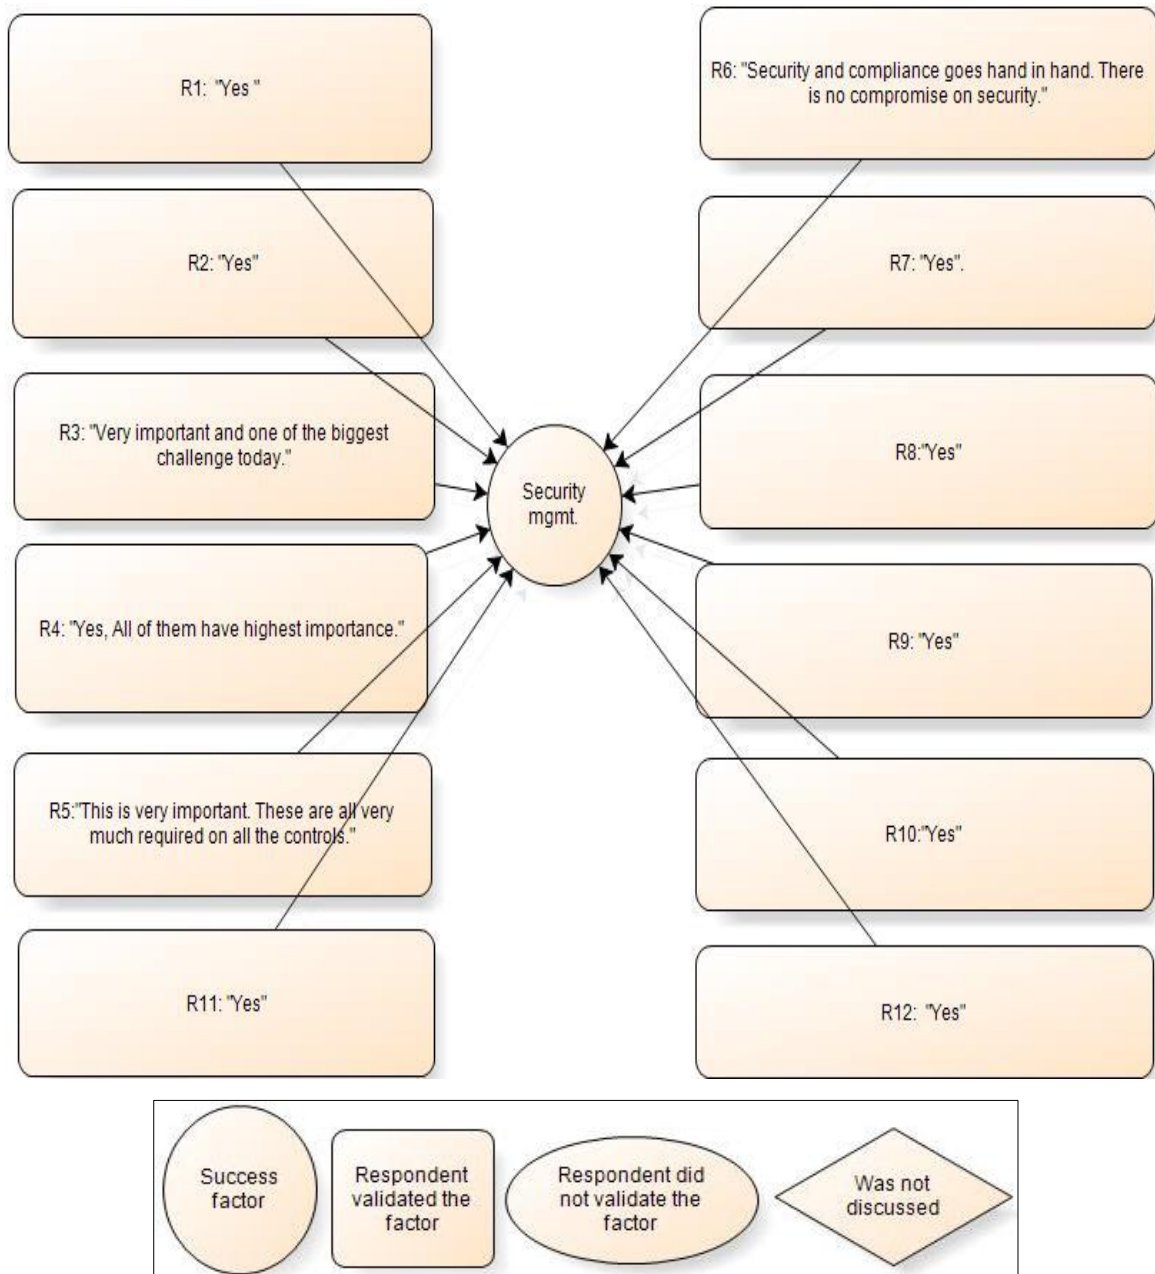 R1: "Yes "
R2: "Yes"
R3: "Very important and one of the biggest
challenge today."
R4: "Yes, All of them have highest importance."
R5:"This is very important. These are all very
much required on all the controls."
R11: "Yes"
Security
mgmt.
R6: "Security and compliance goes hand in hand. There
is no compromise on security."
R7: "Yes".
R8:"Yes"
R9: "Yes"
R10:"Yes"
R12: "Yes"
Success
factor
Respondent
validated the
factor
Respondent did
not validate the
factor
Was not
discussed